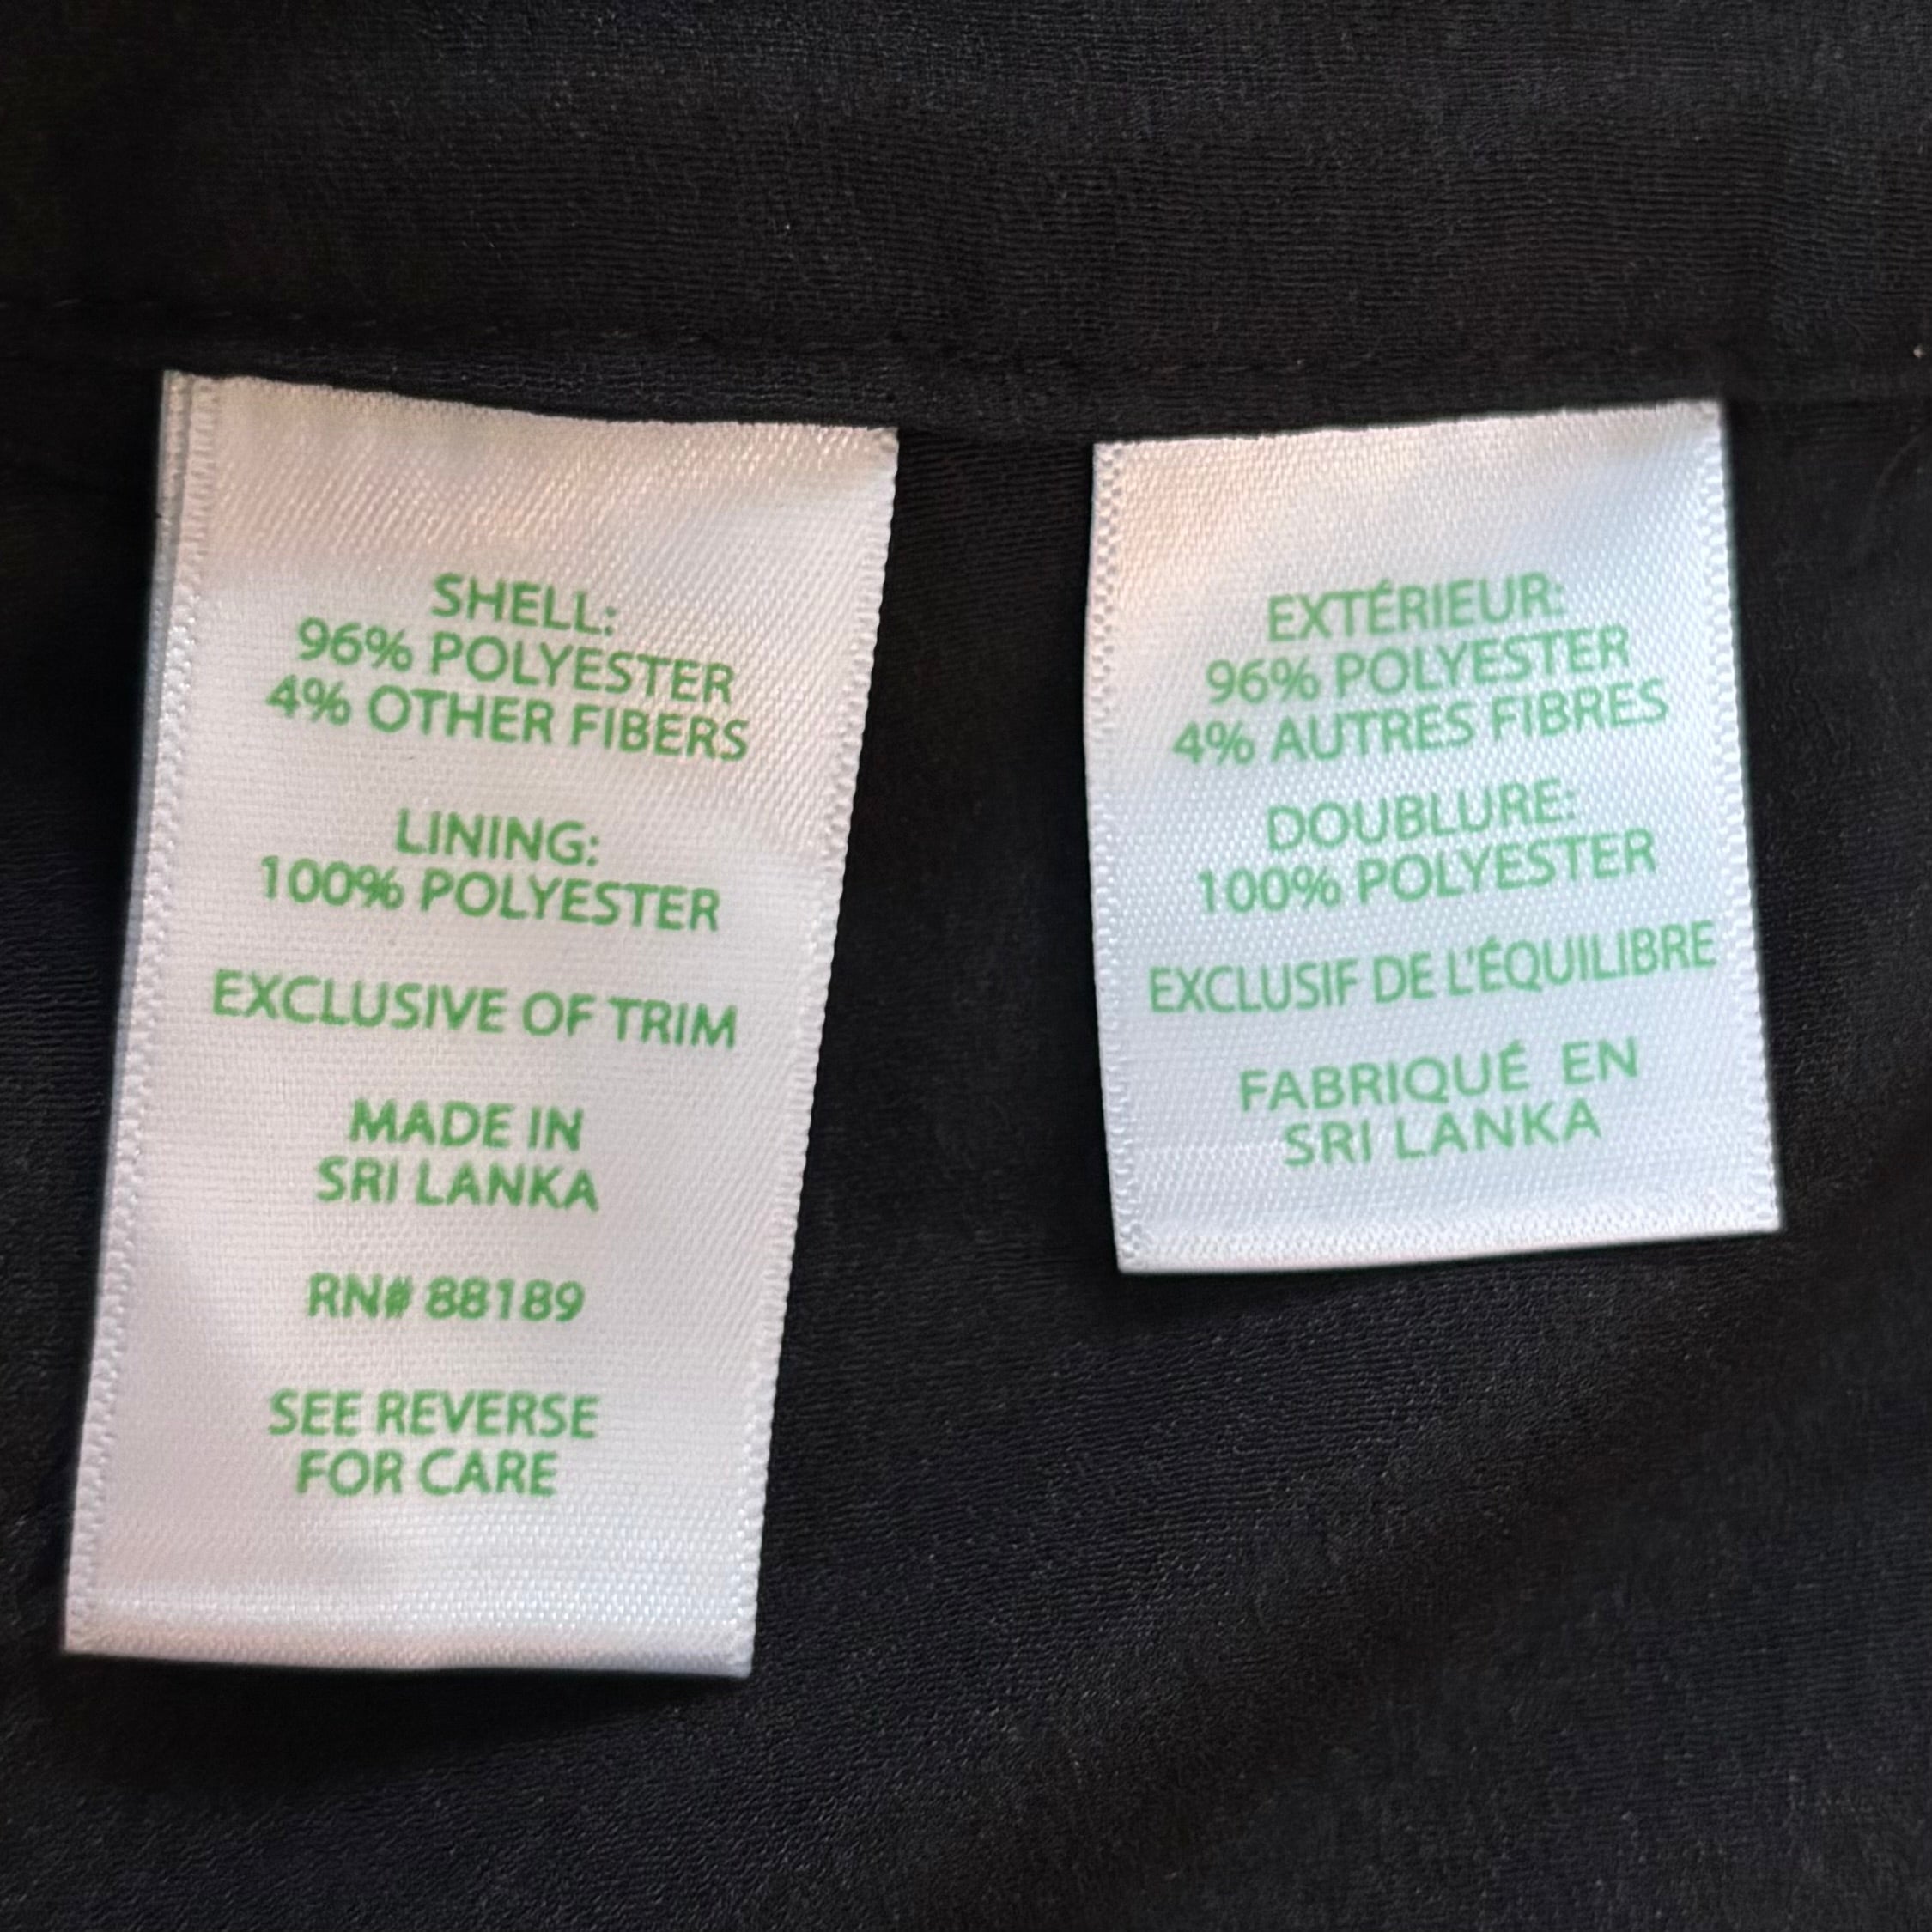 SHELL:
96% POLYESTER
4% OTHER FIBERS
LINING:
100% POLYESTER
EXCLUSIVE OF TRIM
MADE IN
SRI LANKA
RN# 88189
SEE REVERSE
FOR CARE
EXTÉRIEUR:
96% POLYESTER
4% AUTRES FIBRES
DOUBLURE:
100% POLYESTER
EXCLUSIF DE L'ÉQUILIBRE
FABRIQUÉ EN
SRI LANKA